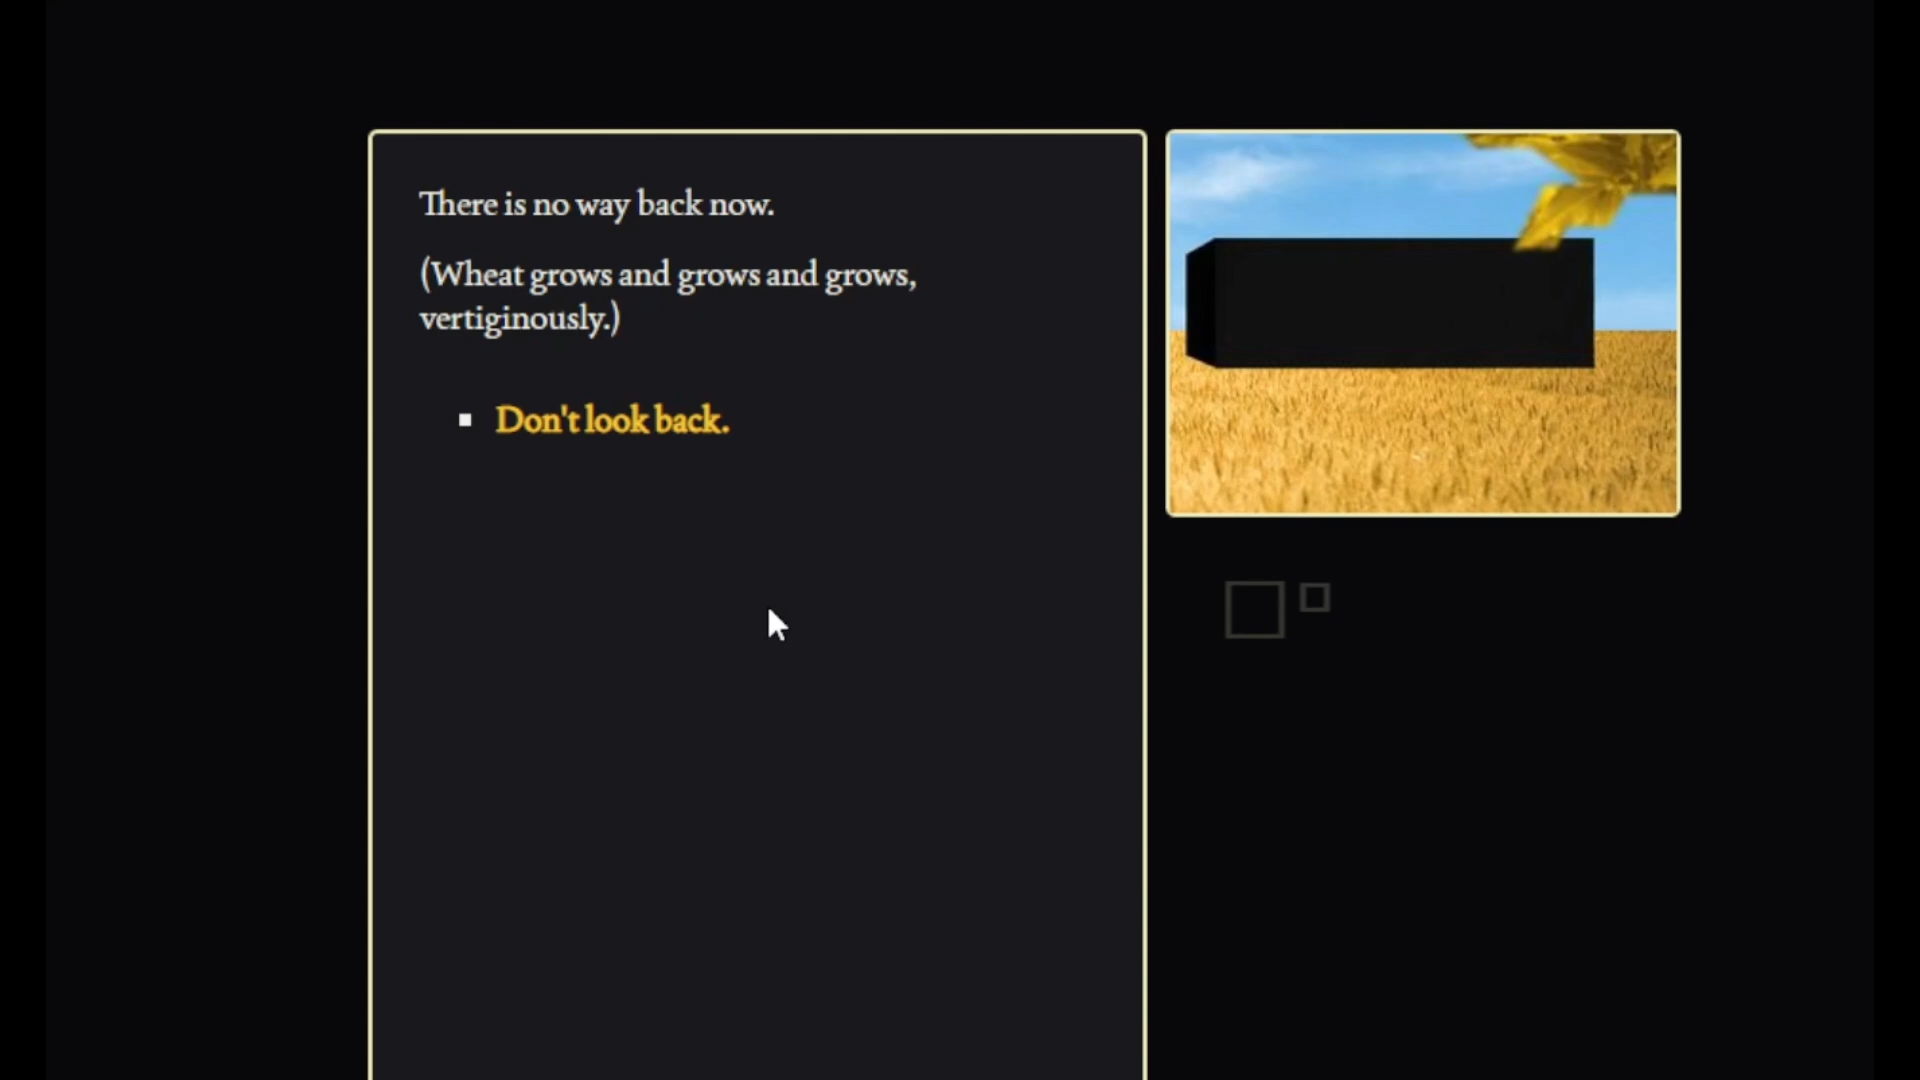 There is no way back now.
(Wheat grows and grows and grows,
vertiginously.)
Don't look back.